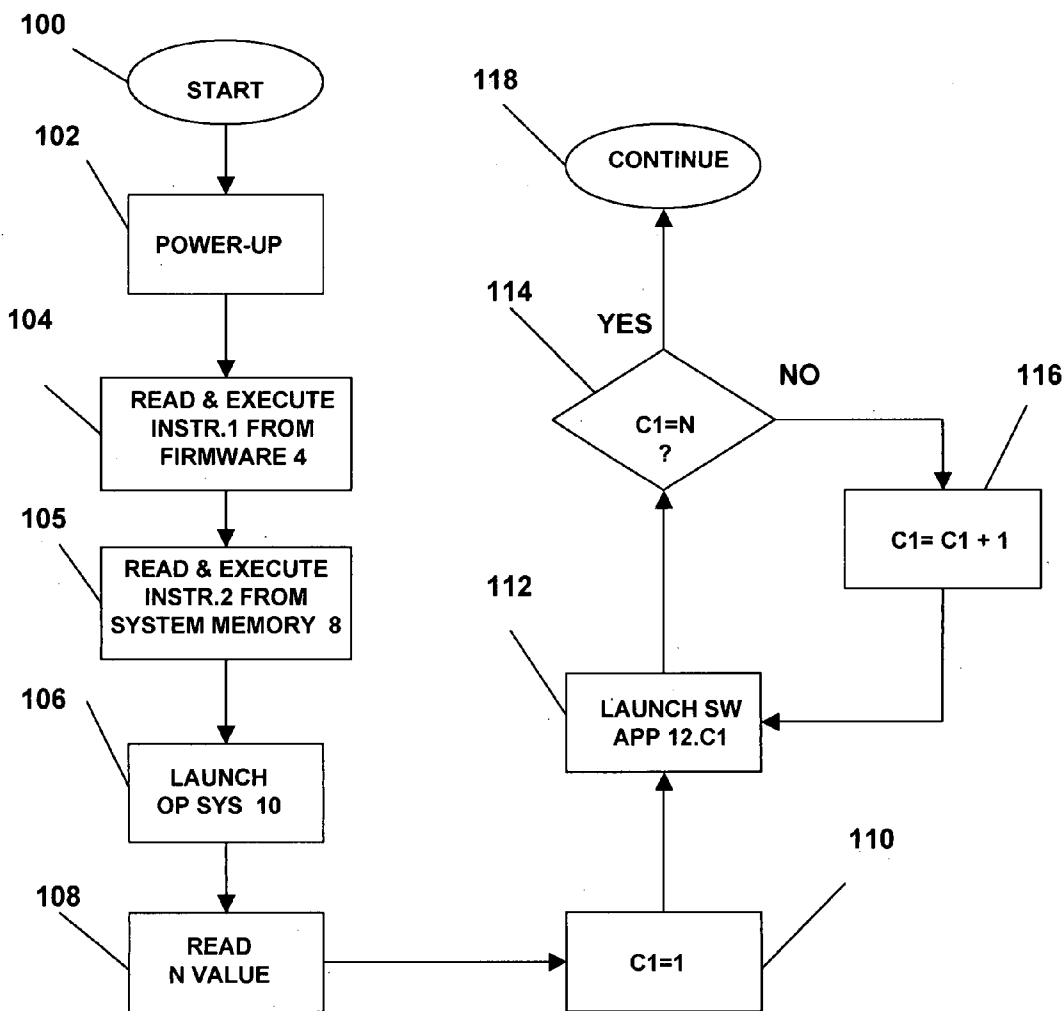 100
START
102
POWER-UP
104
READ & EXECUTE
INSTR.1 FROM
FIRMWARE 4
105
READ & EXECUTE
INSTR.2 FROM
SYSTEM MEMORY 8
106
LAUNCH
OP SYS 10
108
READ
N VALUE
110
C1=1
112
LAUNCH SW
APP 12.C1
114
C1=N
?
YES
NO
116
C1= C1 + 1
118
CONTINUE